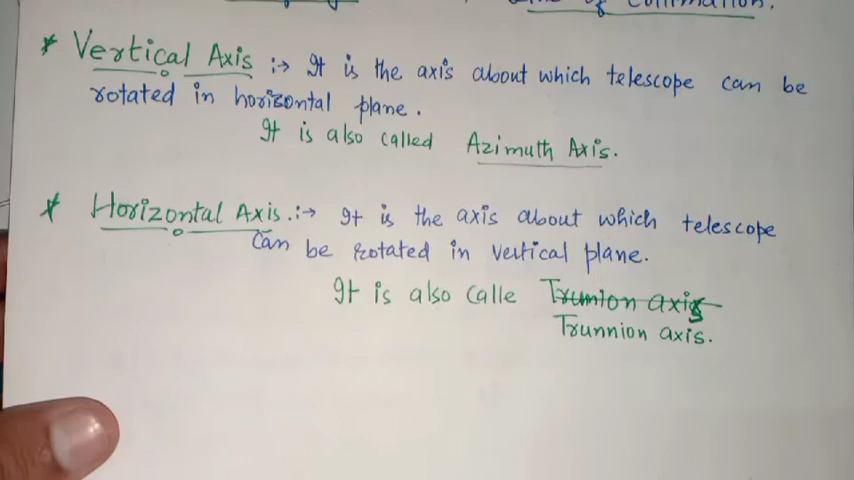 of Collimation.
* Vertical Axis :→ It is the axis about which telescope can be
rotated in horizontal plane.
It is also called Azimuth Axis.
* Horizontal Axis :→ It is the axis about which telescope
can be rotated in vertical plane.
It is also calle Trunion axis
Trunnion axis.